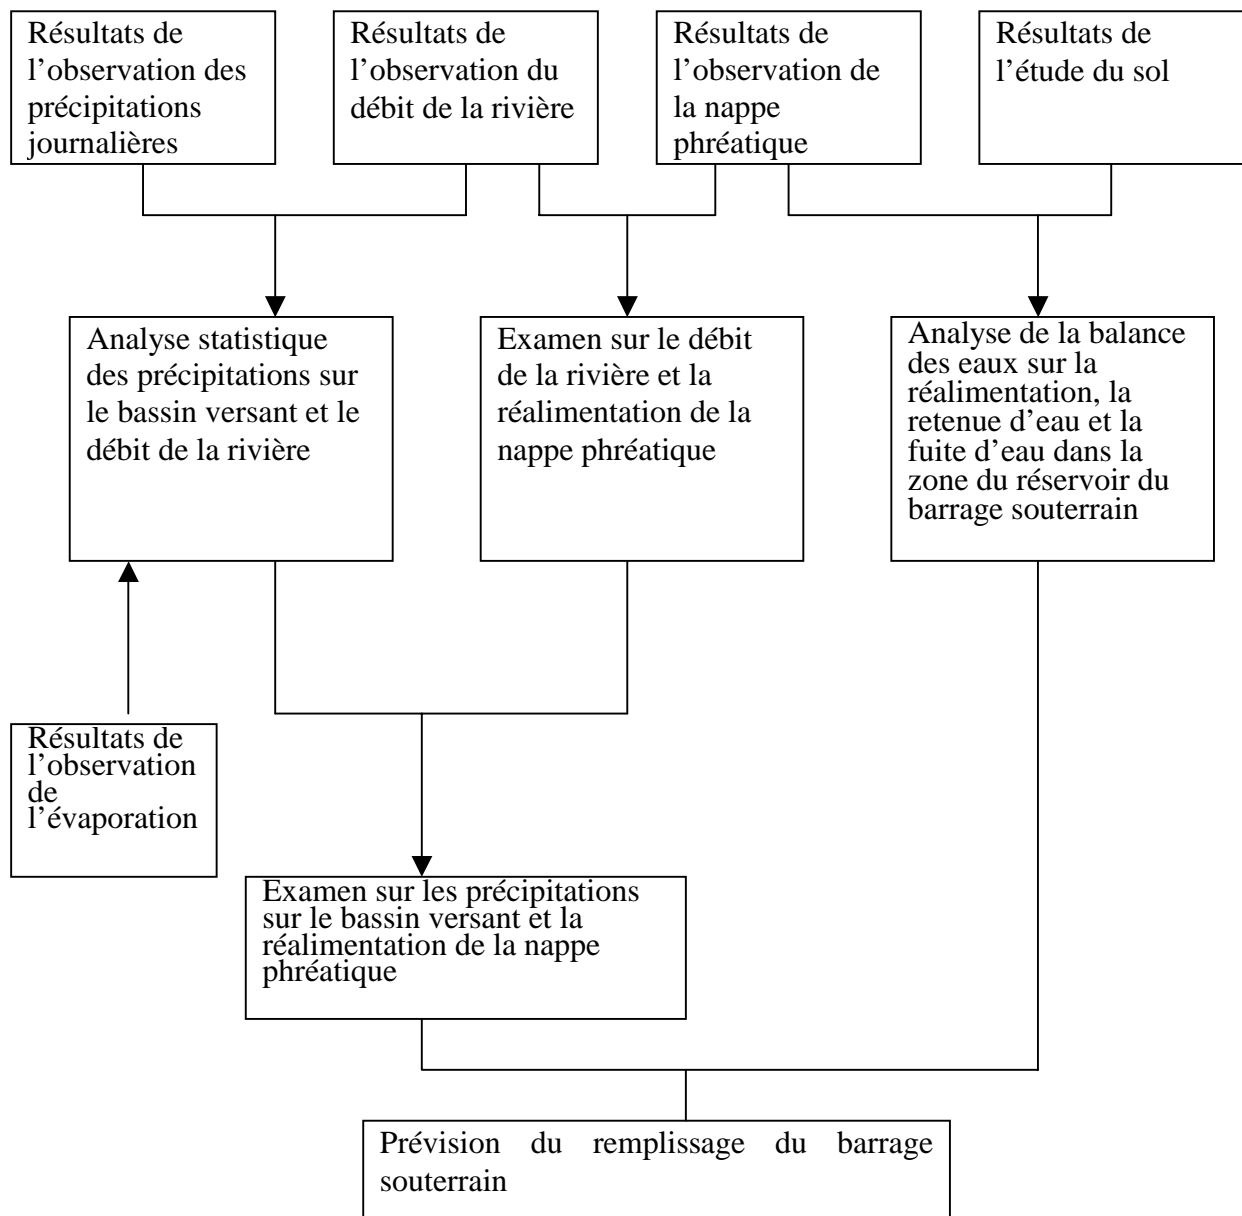 Résultats de
l’observation des
précipitations
journalières
Résultats de
l’observation du
débit de la rivière
Résultats de
l’observation de
la nappe
phréatique
Résultats de
l’étude du sol
Analyse statistique
des précipitations sur
le bassin versant et le
débit de la rivière
Examen sur le débit
de la rivière et la
réalimentation de la
nappe phréatique
Analyse de la balance
des eaux sur la
réalimentation, la
retenue d’eau et la
fuite d’eau dans la
zone du réservoir du
barrage souterrain
Résultats de
l’observation
de
l’évaporation
Examen sur les précipitations
sur le bassin versant et la
réalimentation de la nappe
phréatique
Prévision du remplissage du barrage
souterrain